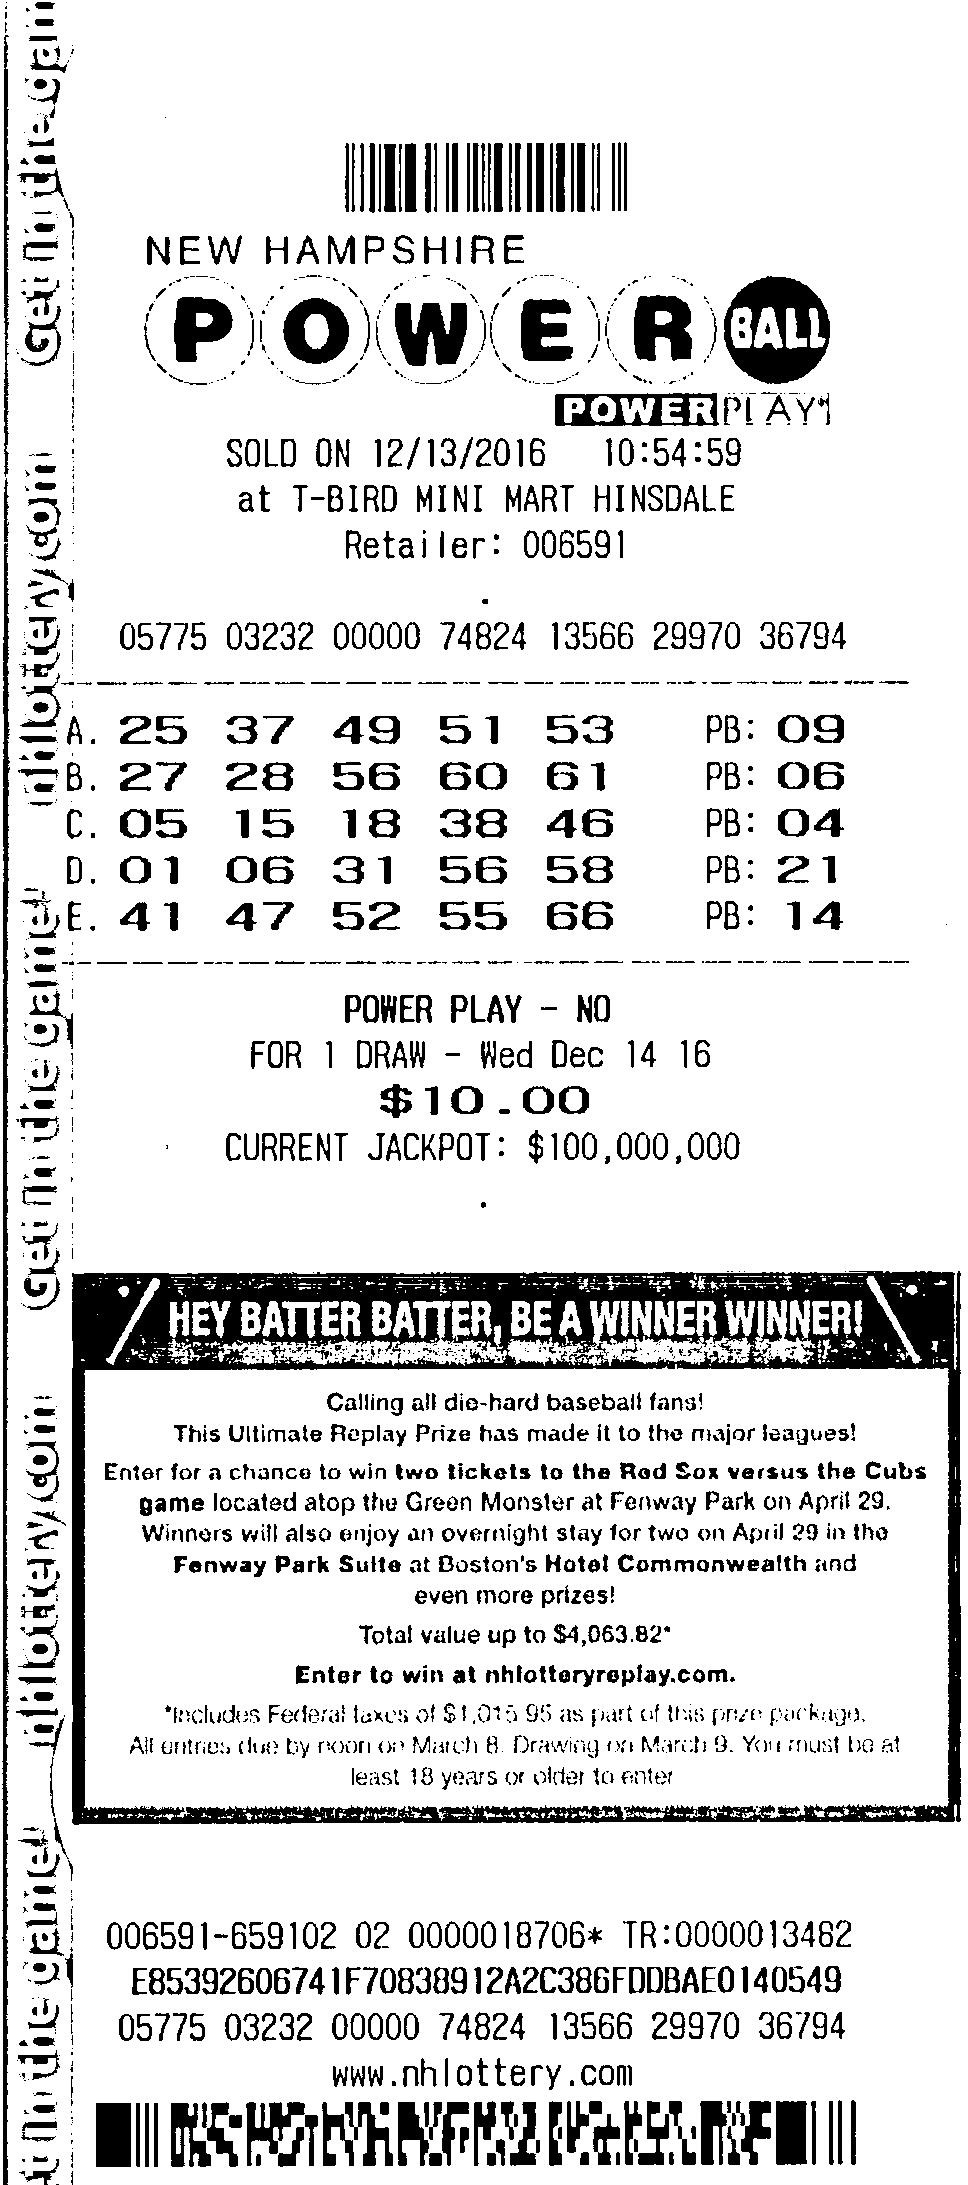 NEW HAMPSHIRE
POWER BALL
POWER PLAY
SOLD ON 12/13/2016 10:54:59
at T-BIRD MINI MART HINSDALE
Retailer: 006591
05775 03232 00000 74824 13566 29970 36794
A. 25 37 49 51 53 PB: 09
B. 27 28 56 60 61 PB: 06
C. 05 15 18 38 46 PB: 04
D. 01 06 31 56 58 PB: 21
E. 41 47 52 55 66 PB: 14
POWER PLAY - NO
FOR 1 DRAW - Wed Dec 14 16
$10.00
CURRENT JACKPOT: $100,000,000
HEY BATTER BATTER, BE A WINNER WINNER!
Calling all die-hard baseball fans!
This Ultimate Replay Prize has made it to the major leagues!
Enter for a chance to win two tickets to the Red Sox versus the Cubs
game located atop the Green Monster at Fenway Park on April 29.
Winners will also enjoy an overnight stay for two on April 29 in the
Fenway Park Suite at Boston's Hotel Commonwealth and
even more prizes!
Total value up to $4,063.82*
Enter to win at nhlotteryreplay.com.
*Includes Federal taxes of $1,015.95 as part of this prize package.
All entries due by noon on March 8. Drawing on March 9. You must be at
least 18 years or older to enter
006591-659102 02 0000018706* TR:0000013462
E85392606741F70838912A2C386FDDBAE0140549
05775 03232 00000 74824 13566 29970 36794
www.nhlottery.com
Get in the game!
nhlottery.com
Get in the game!
nhlottery.com
Get in the game!